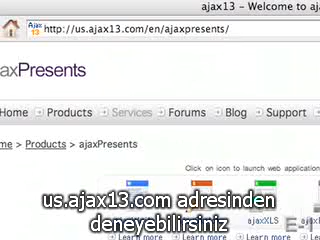 ajax13 - Welcome to aj
Ajax 13 http://us.ajax13.com/en/ajaxpresents/
axPresents
Home Products Services Forums Blog Support
me > Products > ajaxPresents
Click on icon to launch web application
us.ajax13.com adresinden
deneyebilirsiniz
ajaxXLS
Learn more Learn more Learn more